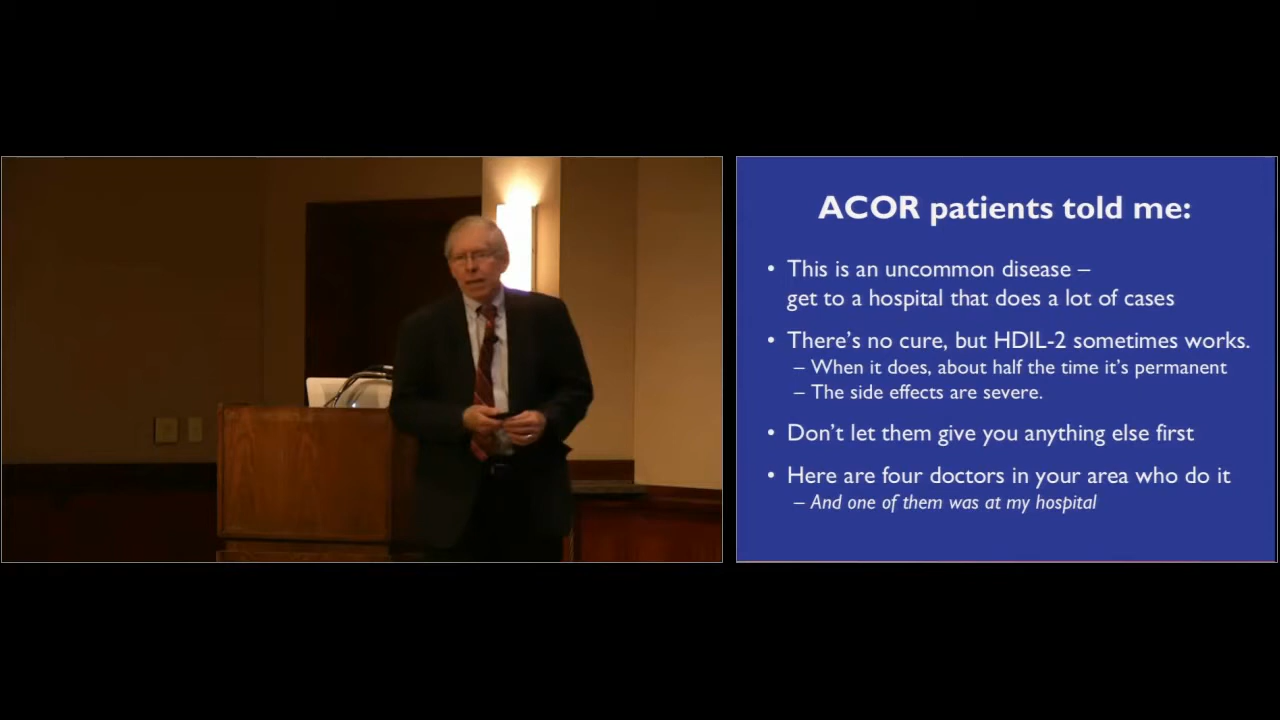 ACOR patients told me:
• This is an uncommon disease –
get to a hospital that does a lot of cases
• There's no cure, but HDIL-2 sometimes works.
– When it does, about half the time it's permanent
– The side effects are severe.
• Don't let them give you anything else first
• Here are four doctors in your area who do it
– And one of them was at my hospital